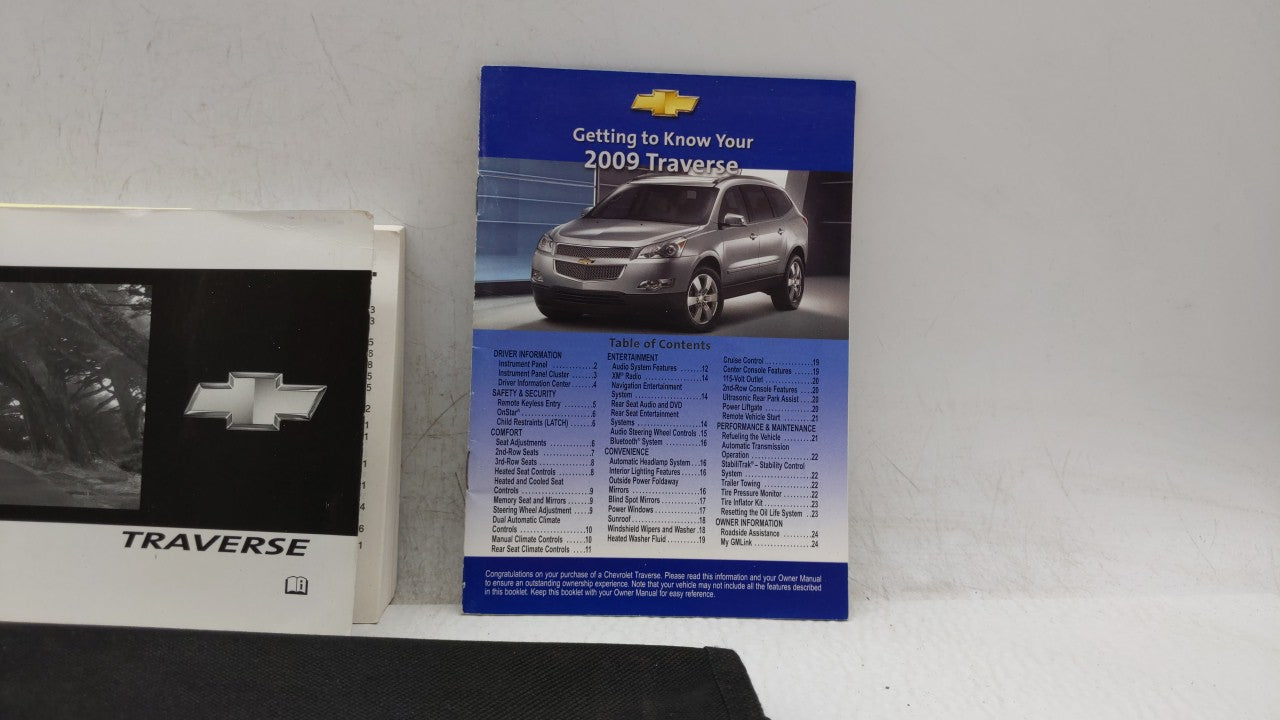 TRAVERSE
Getting to Know Your
2009 Traverse
Table of Contents
DRIVER INFORMATION
Instrument Panel ................2
Instrument Panel Cluster .......3
Driver Information Center .......4
SAFETY & SECURITY
Remote Keyless Entry .........5
OnStar® .........................6
Child Restraints (LATCH) ......6
COMFORT
Seat Adjustments ...............6
2nd-Row Seats .................7
3rd-Row Seats .................8
Heated Seat Controls ..........8
Heated and Cooled Seat
Controls .......................9
Memory Seat and Mirrors .......9
Steering Wheel Adjustment .....9
Dual Automatic Climate
Controls .......................10
Manual Climate Controls .......10
Rear Seat Climate Controls ....11
ENTERTAINMENT
Audio System Features ........12
XM® Radio ....................14
Navigation Entertainment
System .......................14
Rear Seat Audio and DVD
Rear Seat Entertainment
Systems ......................14
Audio Steering Wheel Controls .15
Bluetooth® System ............16
CONVENIENCE
Automatic Headlamp System ...16
Interior Lighting Features .....16
Outside Power Foldaway
Mirrors .......................16
Blind Spot Mirrors .............17
Power Windows ...............17
Sunroof .......................18
Windshield Wipers and Washer .18
Heated Washer Fluid ..........19
Cruise Control .................19
Center Console Features .......19
115-Volt Outlet .................20
2nd-Row Console Features .....20
Ultrasonic Rear Park Assist .....20
Power Liftgate .................20
Remote Vehicle Start ..........21
PERFORMANCE & MAINTENANCE
Refueling the Vehicle ..........21
Automatic Transmission
Operation .....................22
StabiliTrak® – Stability Control
System .......................22
Trailer Towing .................22
Tire Pressure Monitor ..........22
Tire Inflator Kit ................23
Resetting the Oil Life System ..23
OWNER INFORMATION
Roadside Assistance ..........24
My GMLink ...................24
Congratulations on your purchase of a Chevrolet Traverse. Please read this information and your Owner Manual
to ensure an outstanding ownership experience. Note that your vehicle may not include all the features described
in this booklet. Keep this booklet with your Owner Manual for easy reference.